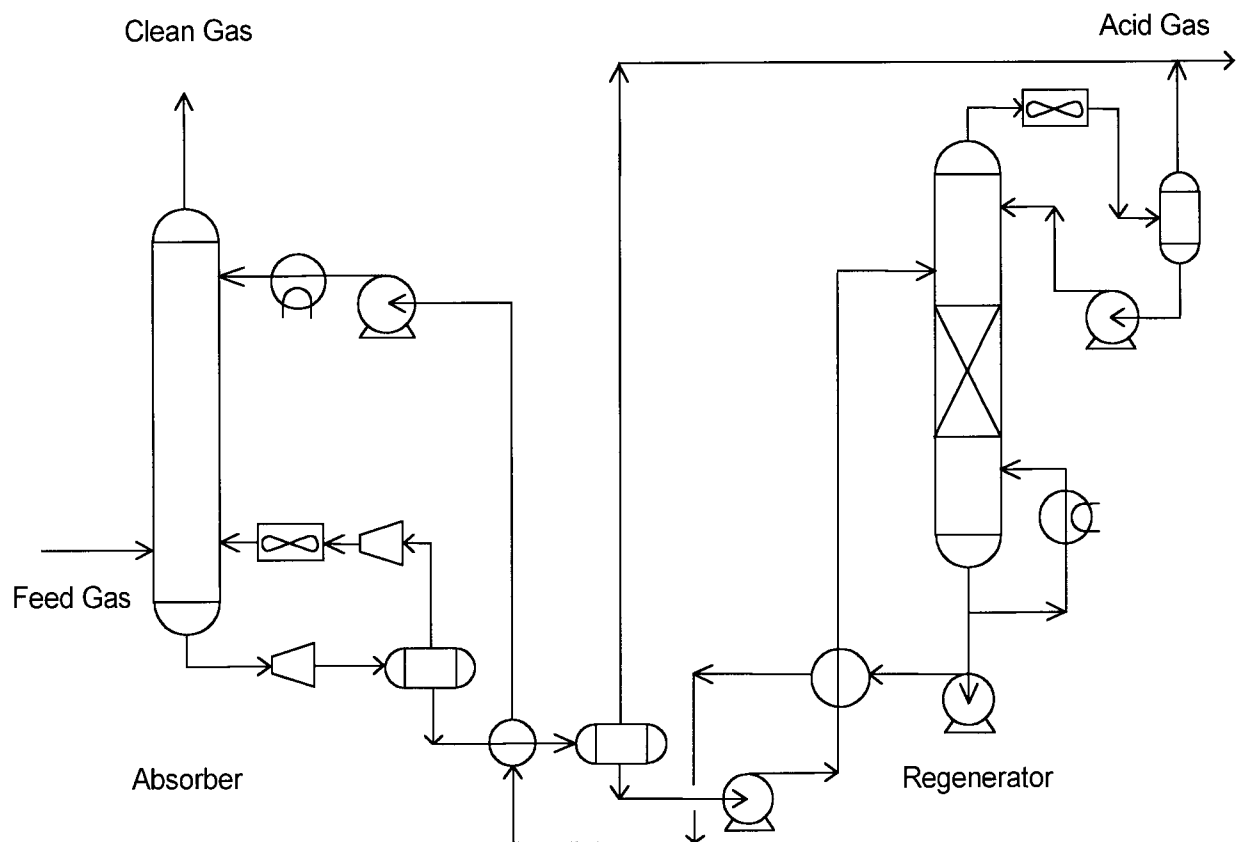 Clean Gas
Acid Gas
Feed Gas
Absorber
Regenerator